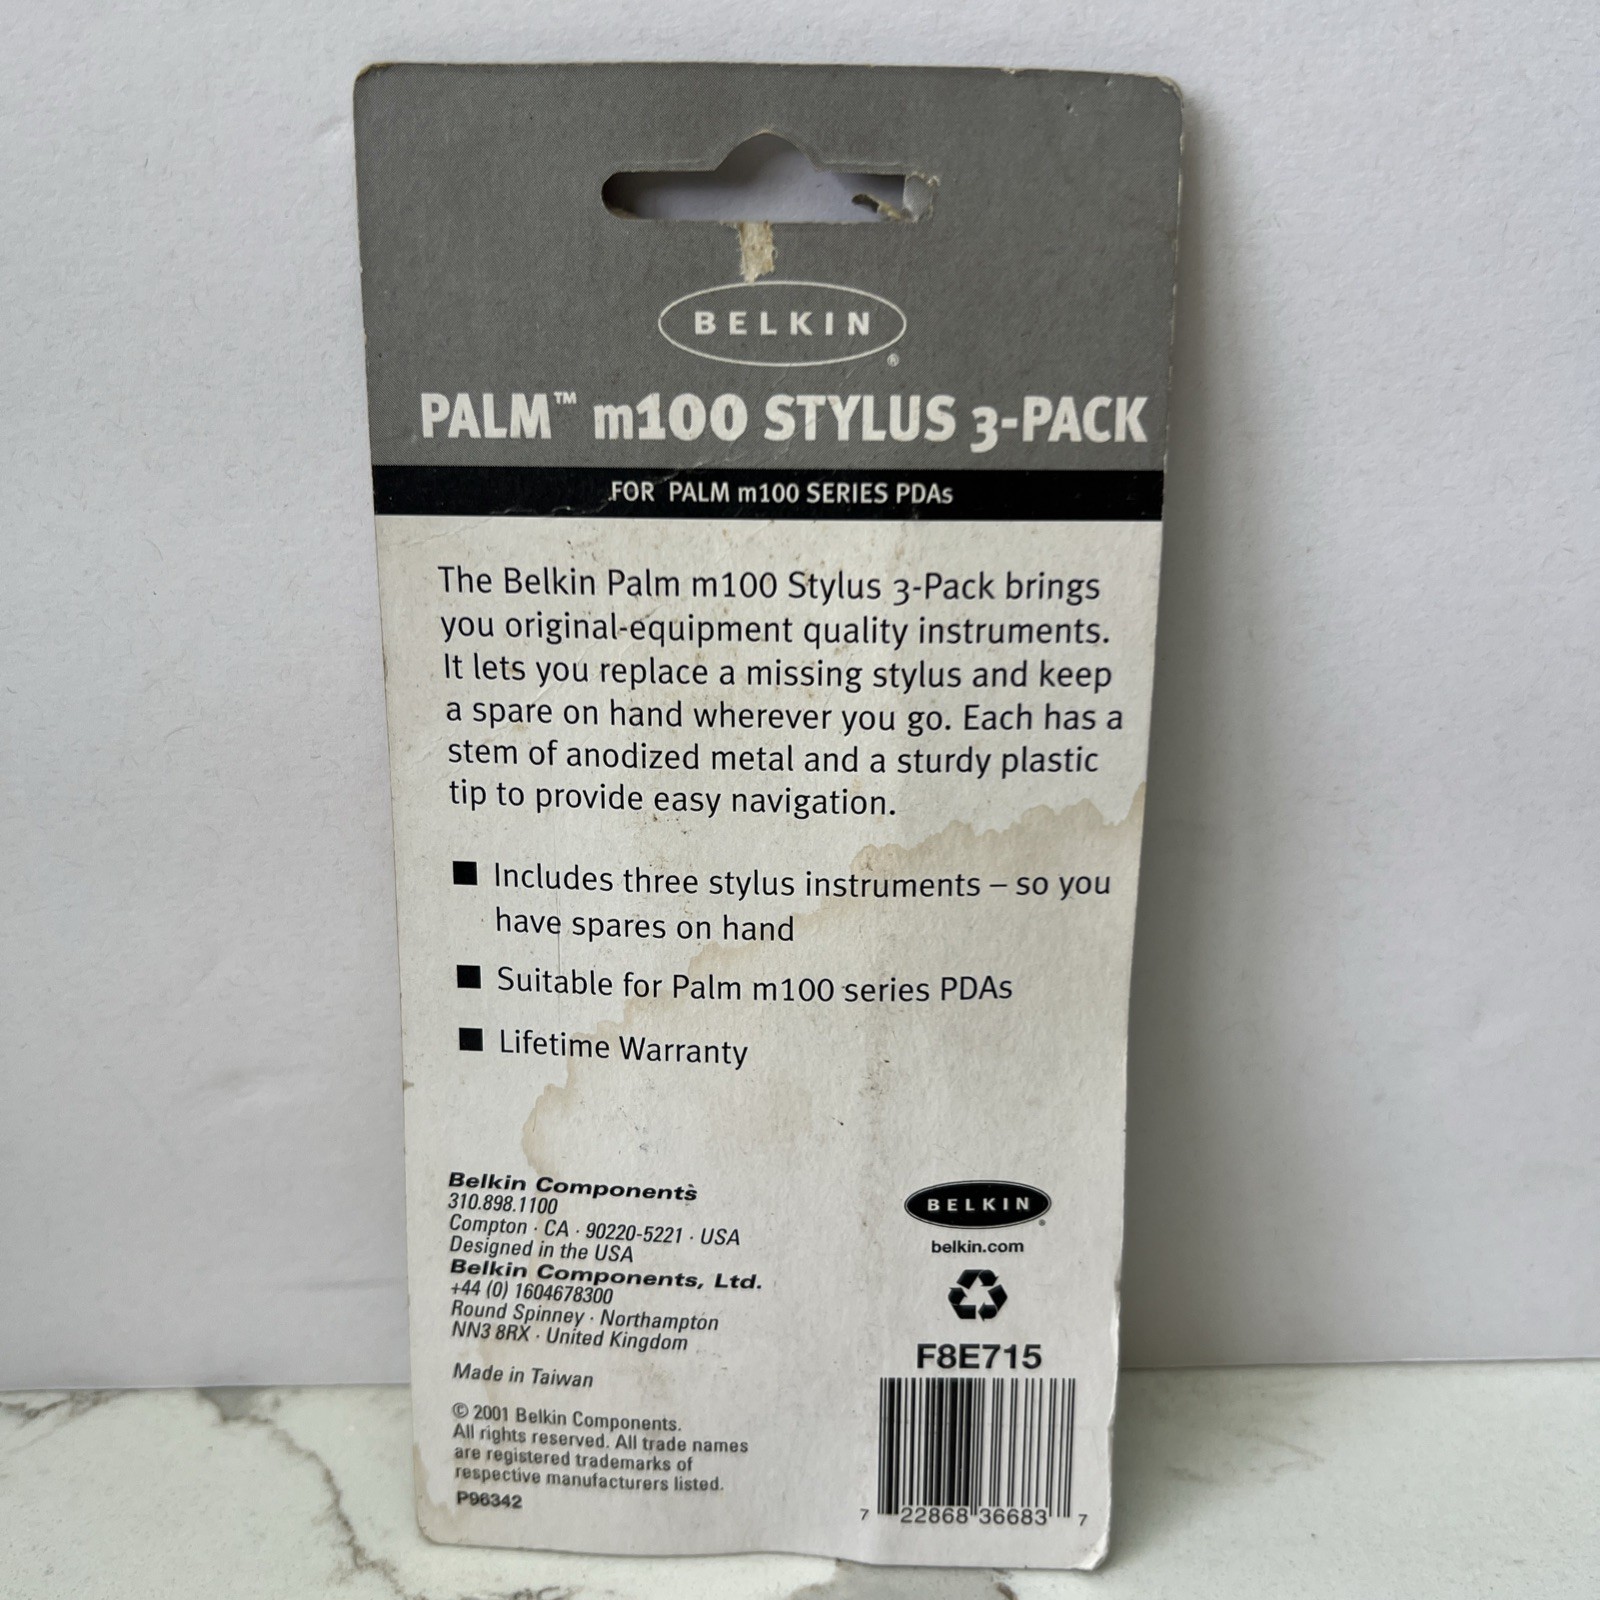 BELKIN®
PALM™ m100 STYLUS 3-PACK
FOR PALM m100 SERIES PDAs
The Belkin Palm m100 Stylus 3-Pack brings
you original-equipment quality instruments.
It lets you replace a missing stylus and keep
a spare on hand wherever you go. Each has a
stem of anodized metal and a sturdy plastic
tip to provide easy navigation.
■ Includes three stylus instruments – so you
have spares on hand
■ Suitable for Palm m100 series PDAs
■ Lifetime Warranty
Belkin Components
310.898.1100
Compton · CA · 90220-5221 · USA
Designed in the USA
Belkin Components, Ltd.
+44 (0) 1604678300
Round Spinney · Northampton
NN3 8RX · United Kingdom
Made in Taiwan
© 2001 Belkin Components.
All rights reserved. All trade names
are registered trademarks of
respective manufacturers listed.
P96342
BELKIN®
belkin.com
F8E715
7 22868 36683 7